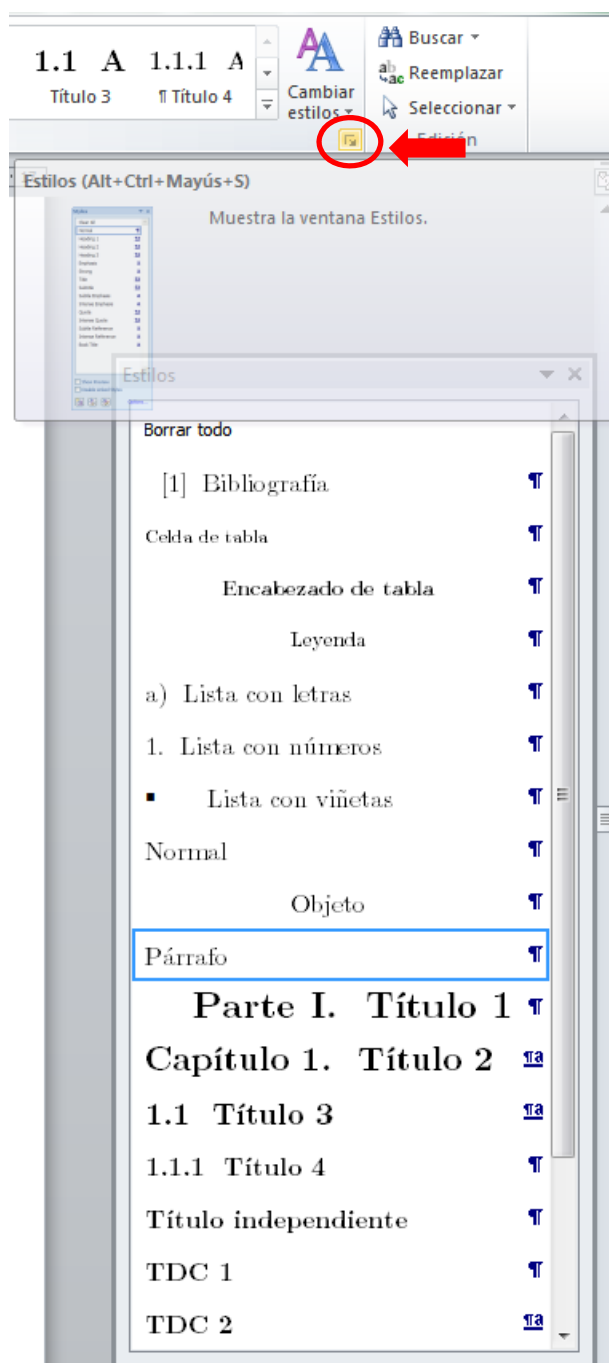 1.1 A 1.1.1 A
Título 3 ¶ Título 4
Cambiar
estilos
Buscar
Reemplazar
Seleccionar
Edición
Estilos (Alt+Ctrl+Mayús+S)
Muestra la ventana Estilos.
Estilos
Borrar todo
[1] Bibliografía ¶
Celda de tabla ¶
Encabezado de tabla ¶
Leyenda ¶
a) Lista con letras ¶
1. Lista con números ¶
▪ Lista con viñetas ¶
Normal ¶
Objeto ¶
Párrafo ¶
Parte I. Título 1 ¶
Capítulo 1. Título 2 ¶a
1.1 Título 3 ¶a
1.1.1 Título 4 ¶
Título independiente ¶
TDC 1 ¶
TDC 2 ¶a